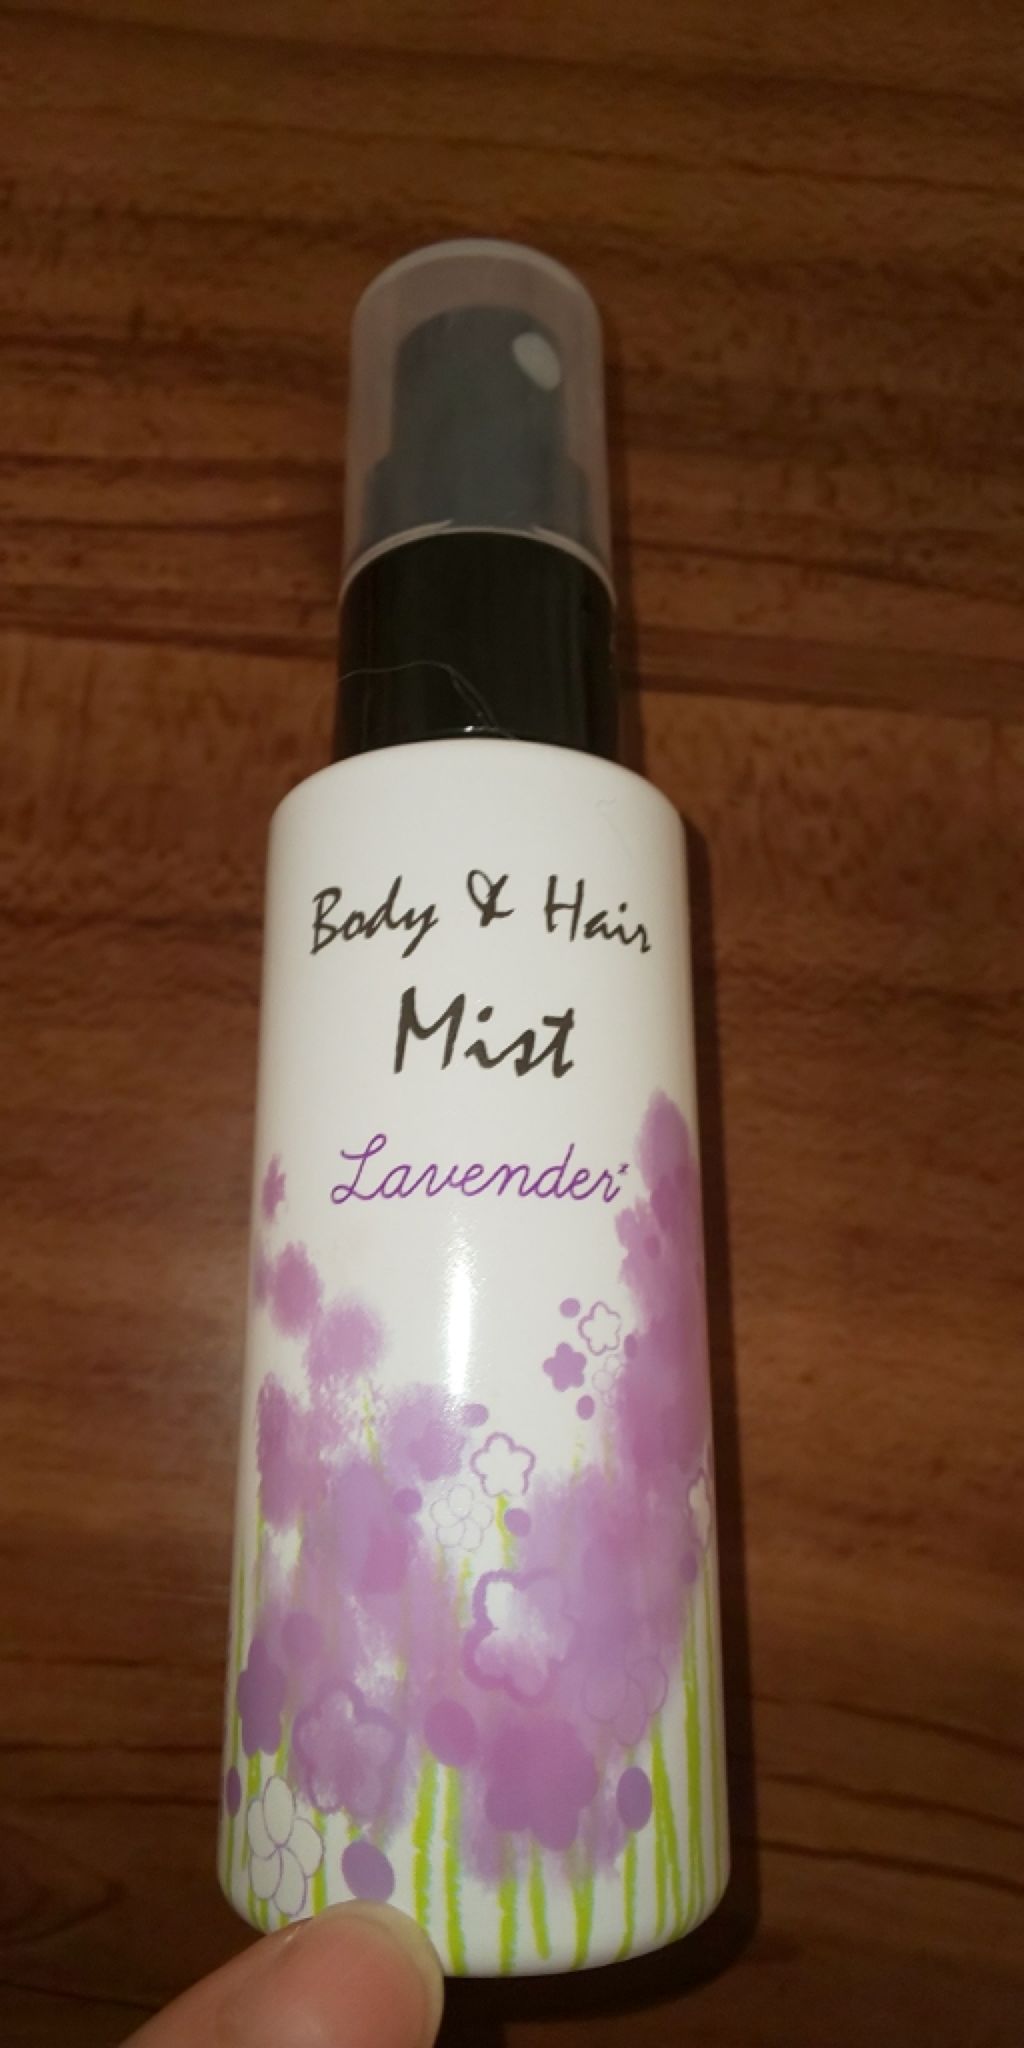 Body & Hair
Mist
Lavender*